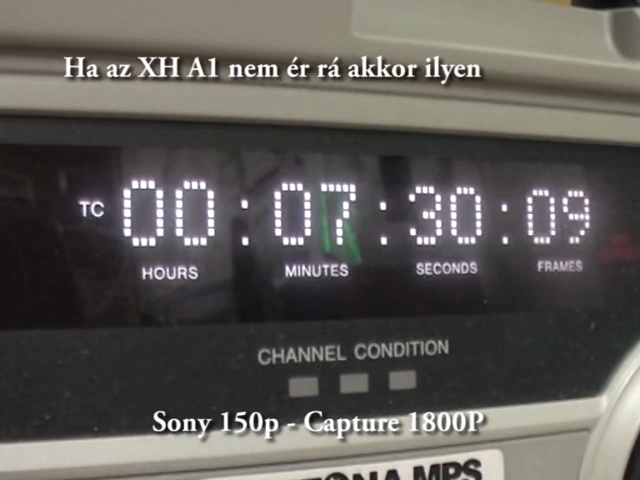 Ha az XH A1 nem ér rá akkor ilyen
TC 00 : 07 : 30 : 09
HOURS MINUTES SECONDS FRAMES
CHANNEL CONDITION
Sony 150p - Capture 1800P
MPS